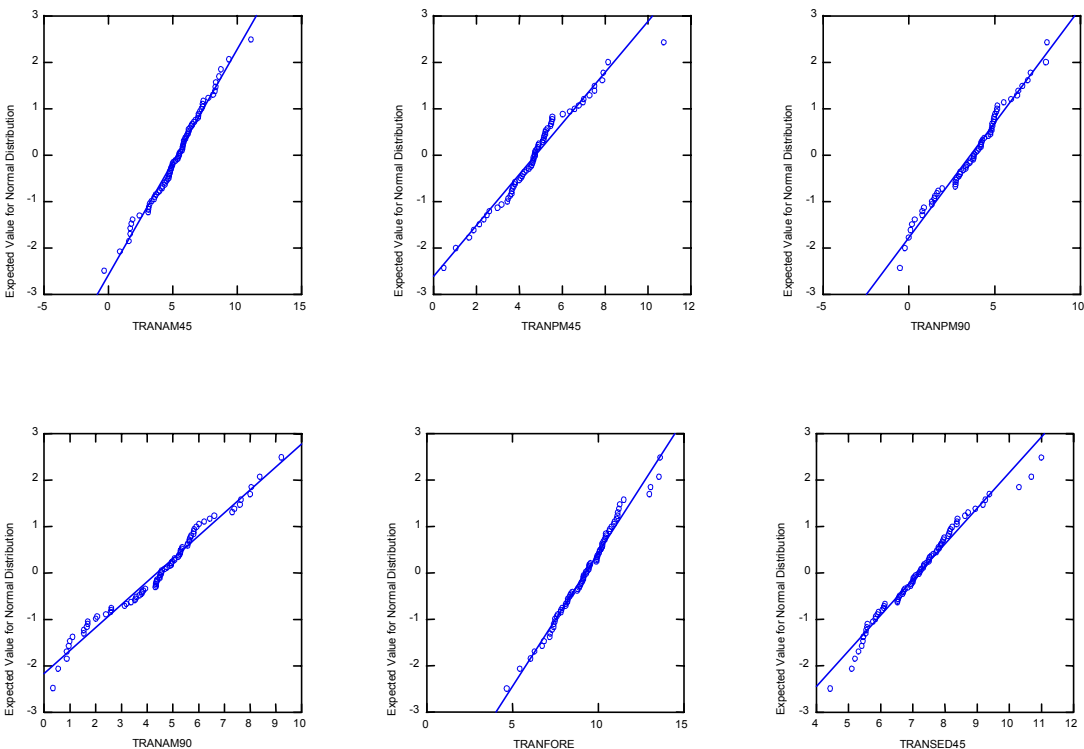 3 3 3
2 2 2
1 1 1
0 0 0
-1 -1 -1
-2 -2 -2
-3 -3 -3
Expected Value for Normal Distribution Expected Value for Normal Distribution Expected Value for Normal Distribution
-5 0 5 10 15 0 2 4 6 8 10 12 -5 0 5 10
TRANAM45 TRANPM45 TRANPM90
3 3 3
2 2 2
1 1 1
0 0 0
-1 -1 -1
-2 -2 -2
-3 -3 -3
Expected Value for Normal Distribution Expected Value for Normal Distribution Expected Value for Normal Distribution
0 1 2 3 4 5 6 7 8 9 10 0 5 10 15 4 5 6 7 8 9 10 11 12
TRANAM90 TRANFORE TRANSED45